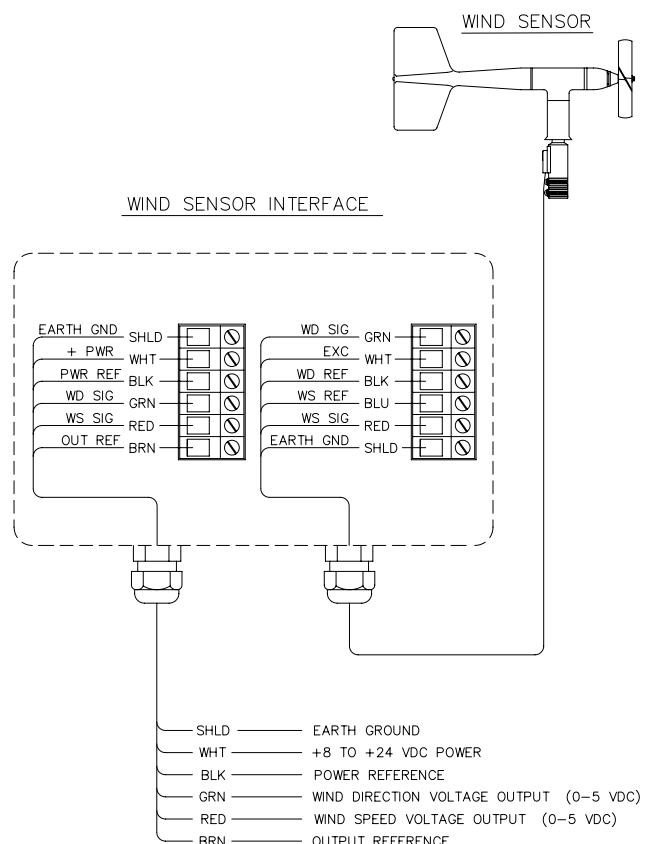 WIND SENSOR
WIND SENSOR INTERFACE
EARTH GND SHLD
+ PWR WHT
PWR REF BLK
WD SIG GRN
WS SIG RED
OUT REF BRN
WD SIG GRN
EXC WHT
WD REF BLK
WS REF BLU
WS SIG RED
EARTH GND SHLD
SHLD EARTH GROUND
WHT +8 TO +24 VDC POWER
BLK POWER REFERENCE
GRN WIND DIRECTION VOLTAGE OUTPUT (0-5 VDC)
RED WIND SPEED VOLTAGE OUTPUT (0-5 VDC)
BRN OUTPUT REFERENCE